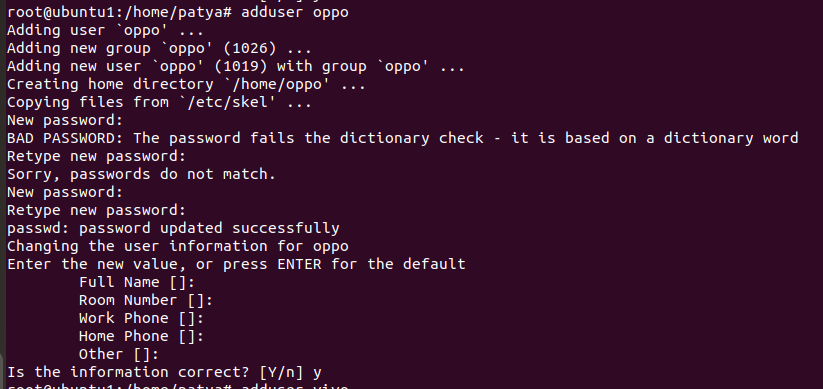 root@ubuntu1:/home/patya# adduser oppo
Adding user `oppo' ...
Adding new group `oppo' (1026) ...
Adding new user `oppo' (1019) with group `oppo' ...
Creating home directory `/home/oppo' ...
Copying files from `/etc/skel' ...
New password:
BAD PASSWORD: The password fails the dictionary check - it is based on a dictionary word
Retype new password:
Sorry, passwords do not match.
New password:
Retype new password:
passwd: password updated successfully
Changing the user information for oppo
Enter the new value, or press ENTER for the default
        Full Name []:
        Room Number []:
        Work Phone []:
        Home Phone []:
        Other []:
Is the information correct? [Y/n] y
root@ubuntu1:/home/patya# adduser vivo